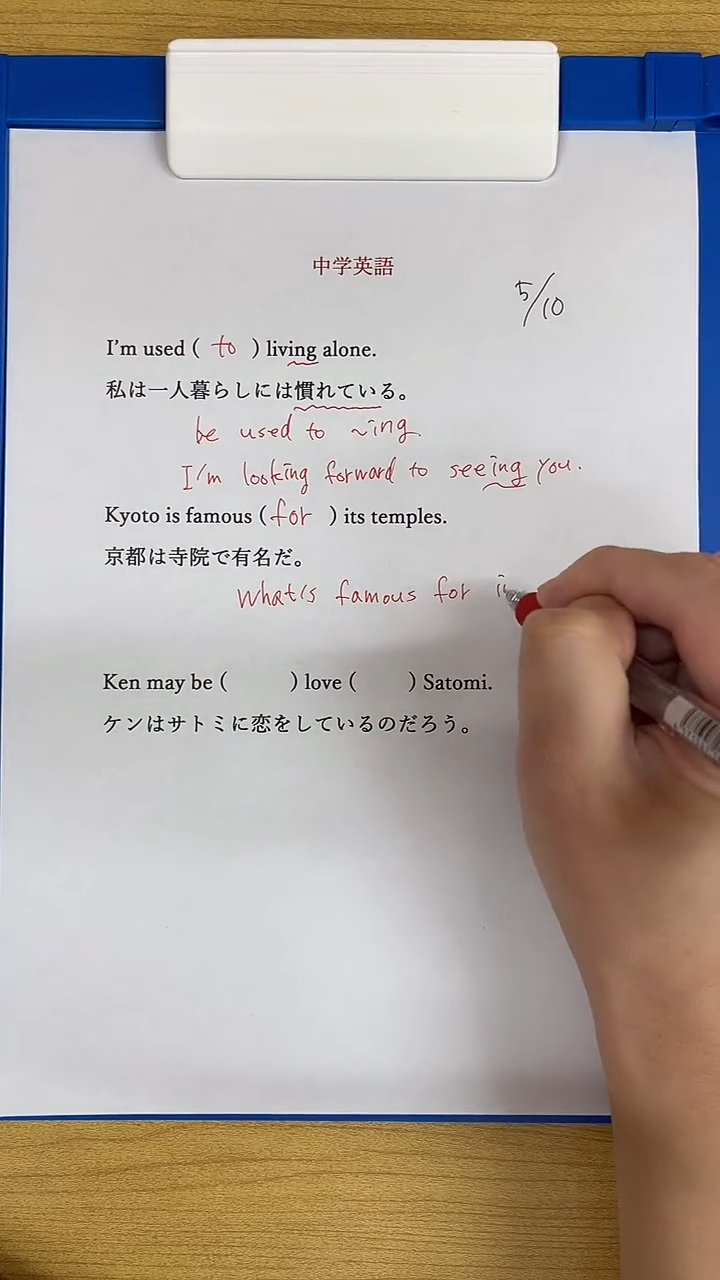 中学英語
5/10
I'm used ( to ) living alone.
私は一人暮らしには慣れている。
be used to ~ing
I'm looking forward to seeing you.
Kyoto is famous ( for ) its temples.
京都は寺院で有名だ。
What's famous for
Ken may be ( ) love ( ) Satomi.
ケンはサトミに恋をしているのだろう。